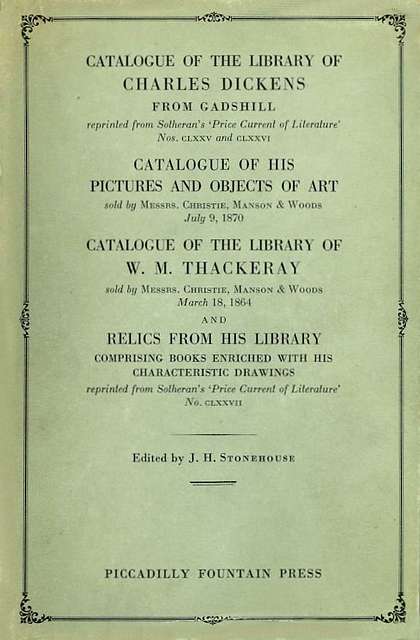 CATALOGUE OF THE LIBRARY OF
CHARLES DICKENS
FROM GADSHILL
reprinted from Sotheran's 'Price Current of Literature'
Nos. CLXXV and CLXXVI
CATALOGUE OF HIS
PICTURES AND OBJECTS OF ART
sold by MESSRS. CHRISTIE, MANSON & WOODS
July 9, 1870
CATALOGUE OF THE LIBRARY OF
W. M. THACKERAY
sold by MESSRS. CHRISTIE, MANSON & WOODS
March 18, 1864
AND
RELICS FROM HIS LIBRARY
COMPRISING BOOKS ENRICHED WITH HIS
CHARACTERISTIC DRAWINGS
reprinted from Sotheran's 'Price Current of Literature'
No. CLXXVII
Edited by J. H. STONEHOUSE
PICCADILLY FOUNTAIN PRESS